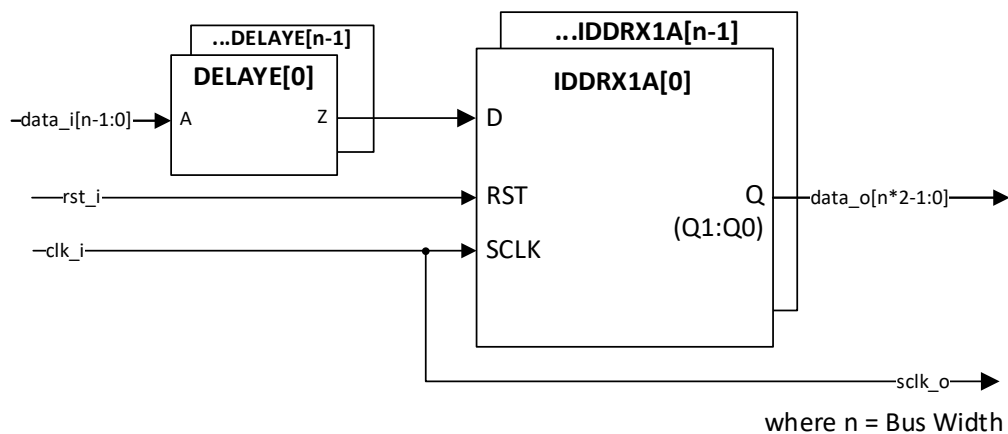 ...DELAYE[n-1]
DELAYE[0]
...IDDRX1A[n-1]
IDDRX1A[0]
data_i[n-1:0]
A
Z
D
rst_i
RST
Q
data_o[n*2-1:0]
(Q1:Q0)
clk_i
SCLK
sclk_o
where n = Bus Width